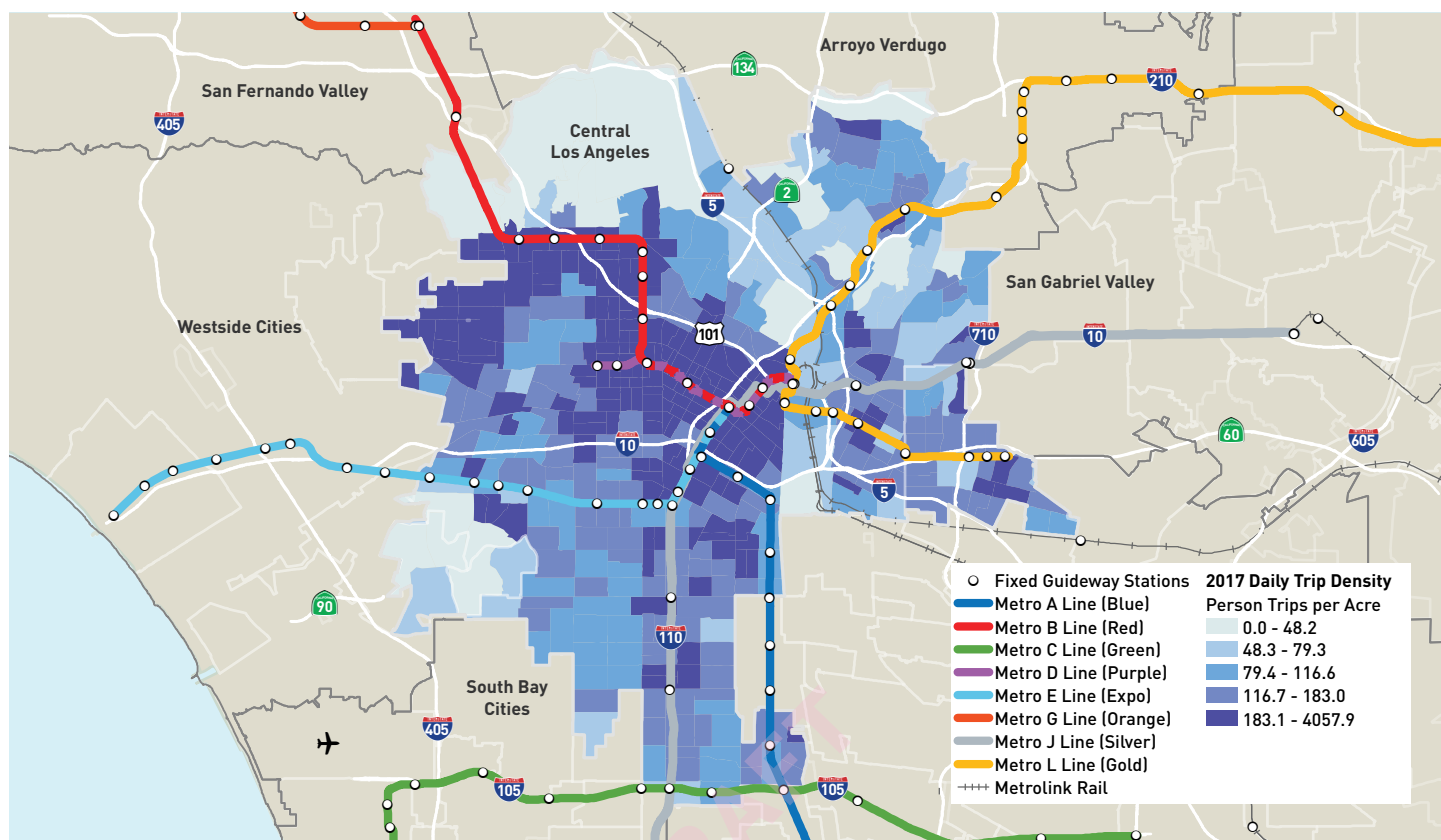 Arroyo Verdugo
134
210
San Fernando Valley
405
Central
Los Angeles
2
5
San Gabriel Valley
Westside Cities
101
710
10
10
60
605
5
90
110
South Bay
Cities
405
105
105
Fixed Guideway Stations
Metro A Line (Blue)
Metro B Line (Red)
Metro C Line (Green)
Metro D Line (Purple)
Metro E Line (Expo)
Metro G Line (Orange)
Metro J Line (Silver)
Metro L Line (Gold)
Metrolink Rail
2017 Daily Trip Density
Person Trips per Acre
0.0 - 48.2
48.3 - 79.3
79.4 - 116.6
116.7 - 183.0
183.1 - 4057.9